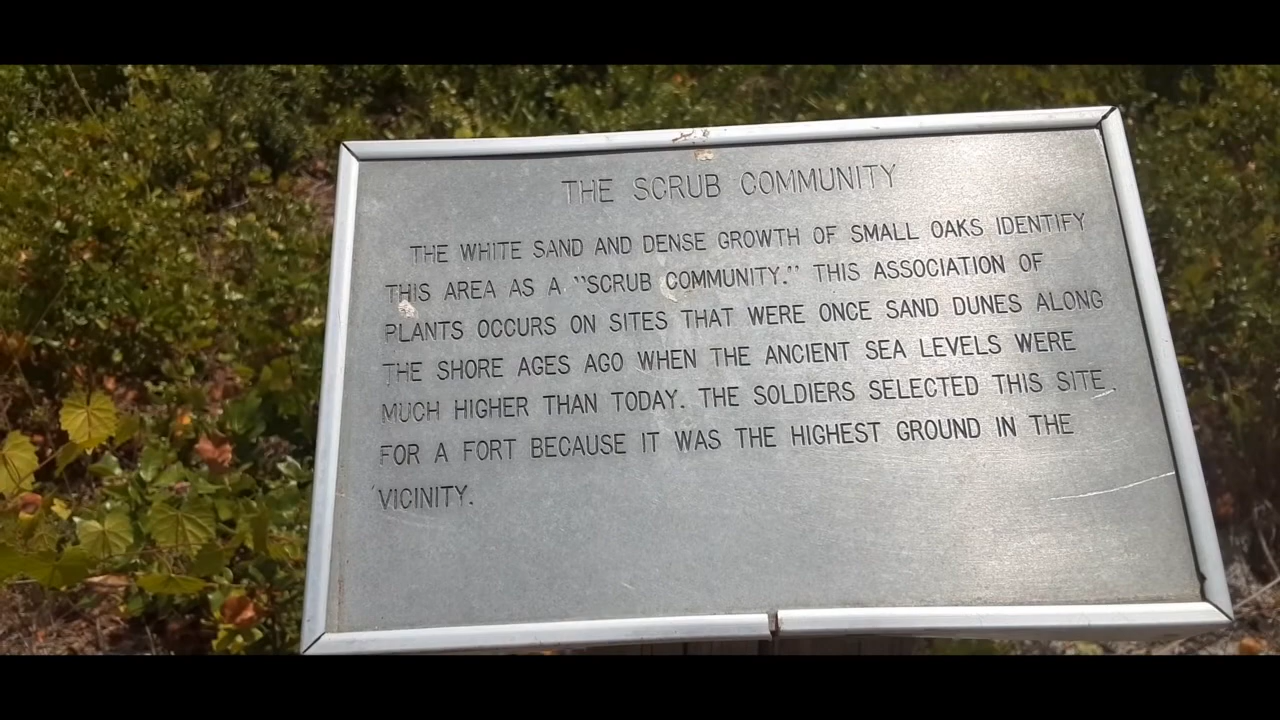 THE SCRUB COMMUNITY
THE WHITE SAND AND DENSE GROWTH OF SMALL OAKS IDENTIFY
THIS AREA AS A "SCRUB COMMUNITY." THIS ASSOCIATION OF
PLANTS OCCURS ON SITES THAT WERE ONCE SAND DUNES ALONG
THE SHORE AGES AGO WHEN THE ANCIENT SEA LEVELS WERE
MUCH HIGHER THAN TODAY. THE SOLDIERS SELECTED THIS SITE
FOR A FORT BECAUSE IT WAS THE HIGHEST GROUND IN THE
VICINITY.